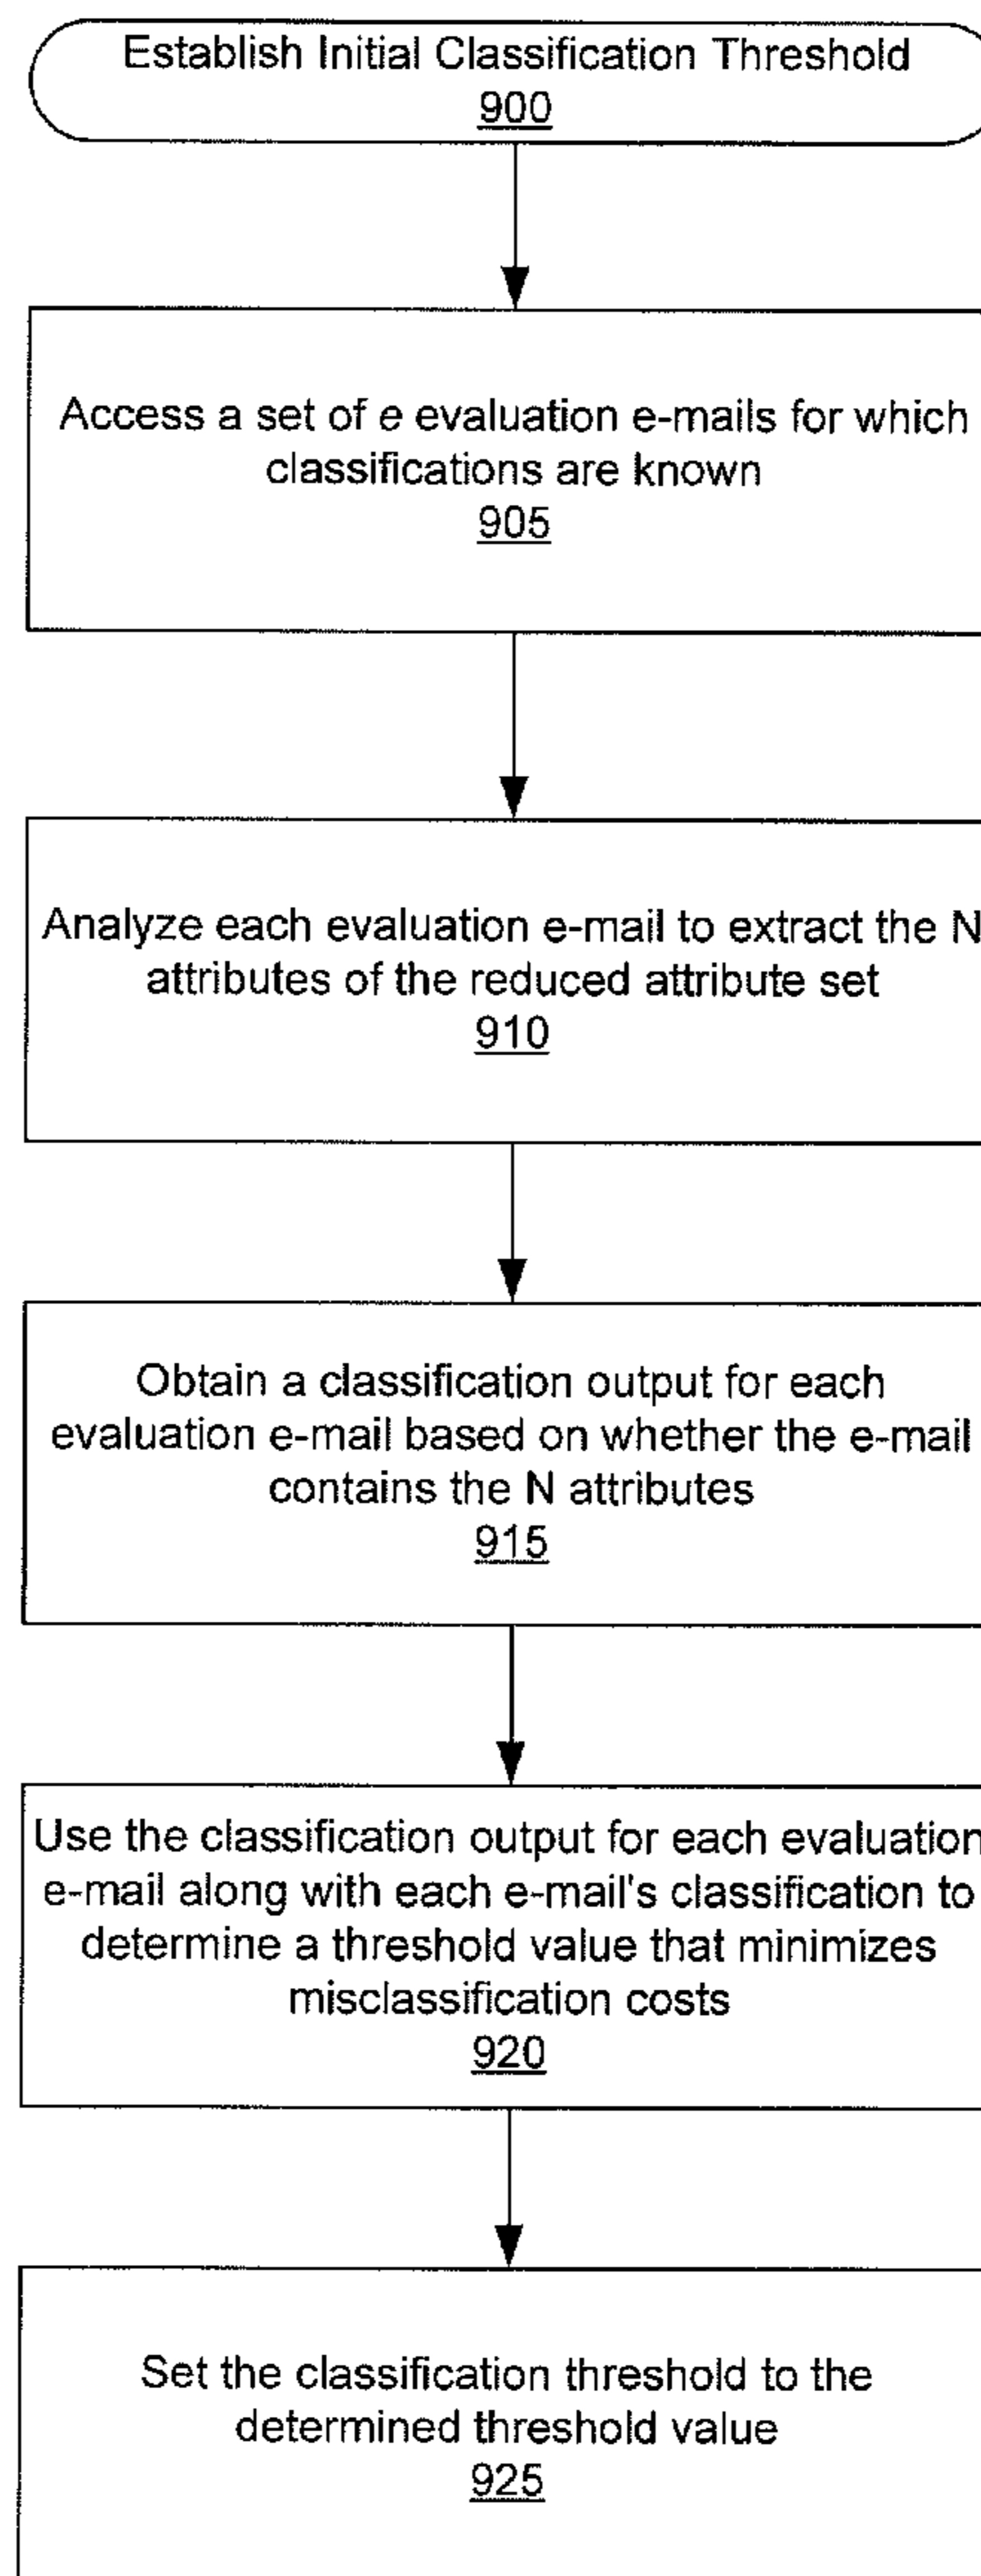 Establish Initial Classification Threshold
900
Access a set of e evaluation e-mails for which
classifications are known
905
Analyze each evaluation e-mail to extract the N
attributes of the reduced attribute set
910
Obtain a classification output for each
evaluation e-mail based on whether the e-mail
contains the N attributes
915
Use the classification output for each evaluation
e-mail along with each e-mail's classification to
determine a threshold value that minimizes
misclassification costs
920
Set the classification threshold to the
determined threshold value
925